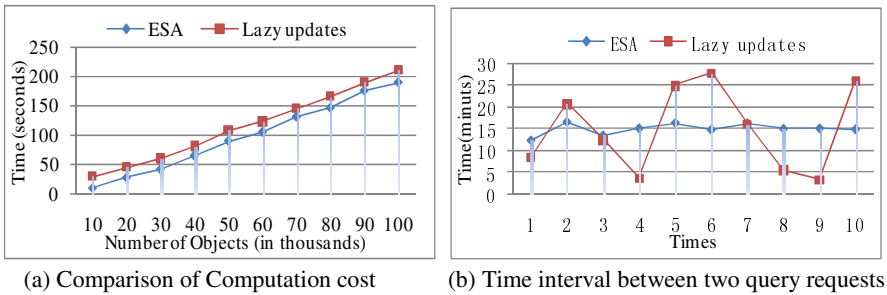 ESA Lazy updates
250
200
150
100
50
0
Time (seconds)
10 20 30 40 50 60 70 80 90 100
Number of Objects (in thousands)
(a) Comparison of Computation cost
ESA Lazy updates
30
25
20
15
10
5
0
Time(minuts)
1 2 3 4 5 6 7 8 9 10
Times
(b) Time interval between two query requests